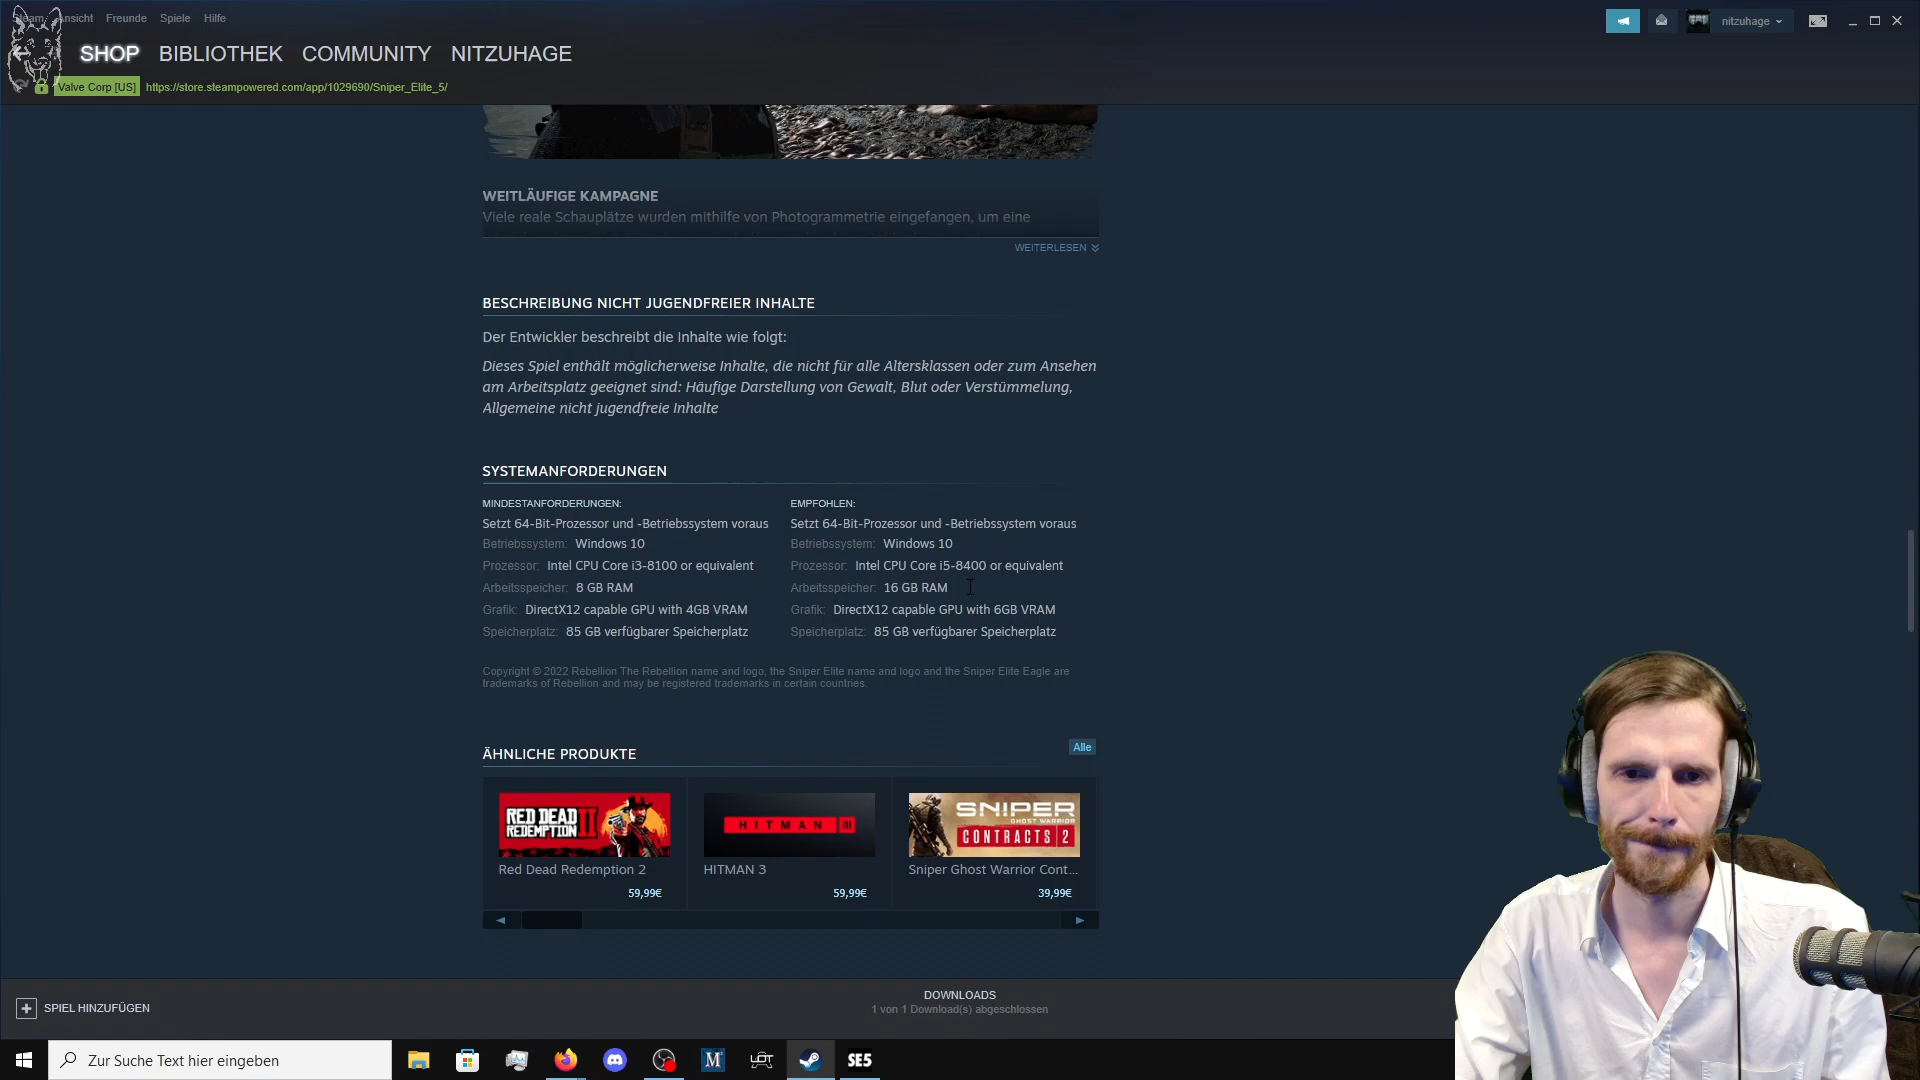 Steam Ansicht Freunde Spiele Hilfe
nitzuhage
SHOP BIBLIOTHEK COMMUNITY NITZUHAGE
Valve Corp [US] https://store.steampowered.com/app/1029690/Sniper_Elite_5/
WEITLÄUFIGE KAMPAGNE
Viele reale Schauplätze wurden mithilfe von Photogrammetrie eingefangen, um eine
WEITERLESEN
BESCHREIBUNG NICHT JUGENDFREIER INHALTE
Der Entwickler beschreibt die Inhalte wie folgt:
Dieses Spiel enthält möglicherweise Inhalte, die nicht für alle Altersklassen oder zum Ansehen
am Arbeitsplatz geeignet sind: Häufige Darstellung von Gewalt, Blut oder Verstümmelung,
Allgemeine nicht jugendfreie Inhalte
SYSTEMANFORDERUNGEN
MINDESTANFORDERUNGEN:
Setzt 64-Bit-Prozessor und -Betriebssystem voraus
Betriebssystem: Windows 10
Prozessor: Intel CPU Core i3-8100 or equivalent
Arbeitsspeicher: 8 GB RAM
Grafik: DirectX12 capable GPU with 4GB VRAM
Speicherplatz: 85 GB verfügbarer Speicherplatz
EMPFOHLEN:
Setzt 64-Bit-Prozessor und -Betriebssystem voraus
Betriebssystem: Windows 10
Prozessor: Intel CPU Core i5-8400 or equivalent
Arbeitsspeicher: 16 GB RAM
Grafik: DirectX12 capable GPU with 6GB VRAM
Speicherplatz: 85 GB verfügbarer Speicherplatz
Copyright © 2022 Rebellion The Rebellion name and logo, the Sniper Elite name and logo and the Sniper Elite Eagle are
trademarks of Rebellion and may be registered trademarks in certain countries.
ÄHNLICHE PRODUKTE
Alle
RED DEAD
REDEMPTION II
Red Dead Redemption 2
59,99€
HITMAN III
HITMAN 3
59,99€
SNIPER
GHOST WARRIOR
CONTRACTS 2
Sniper Ghost Warrior Cont...
39,99€
SPIEL HINZUFÜGEN
DOWNLOADS
1 von 1 Download(s) abgeschlossen
Zur Suche Text hier eingeben
M
SE5